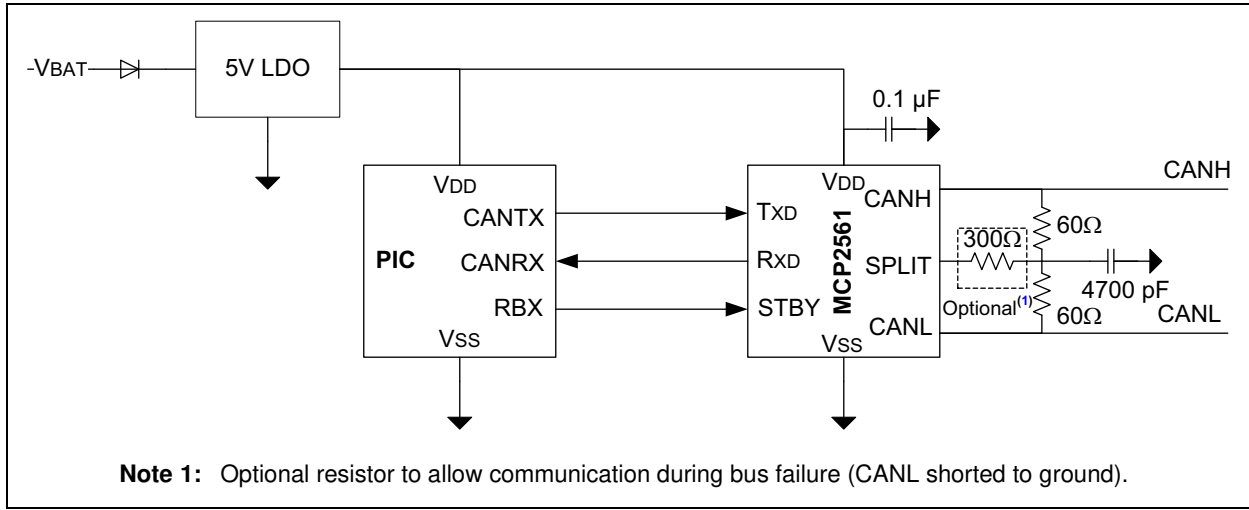 VBAT
5V LDO
0.1 µF
VDD
CANTX
PIC
CANRX
RBX
VSS
VDD
TXD
CANH
RXD
MCP2561
SPLIT
STBY
CANL
VSS
CANH
60Ω
300Ω
4700 pF
Optional(1)
60Ω
CANL
Note 1: Optional resistor to allow communication during bus failure (CANL shorted to ground).